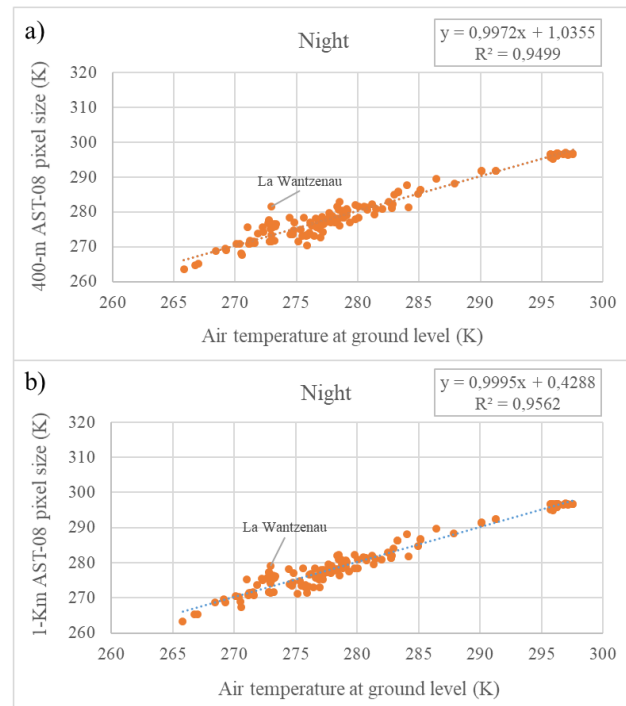 a)
Night
y = 0,9972x + 1,0355
R² = 0,9499
400-m AST-08 pixel size (K)
320
310
300
290
280
270
260
La Wantzenau
260 265 270 275 280 285 290 295 300
Air temperature at ground level (K)
b)
Night
y = 0,9995x + 0,4288
R² = 0,9562
1-Km AST-08 pixel size (K)
320
310
300
290
280
270
260
La Wantzenau
260 265 270 275 280 285 290 295 300
Air temperature at ground level (K)